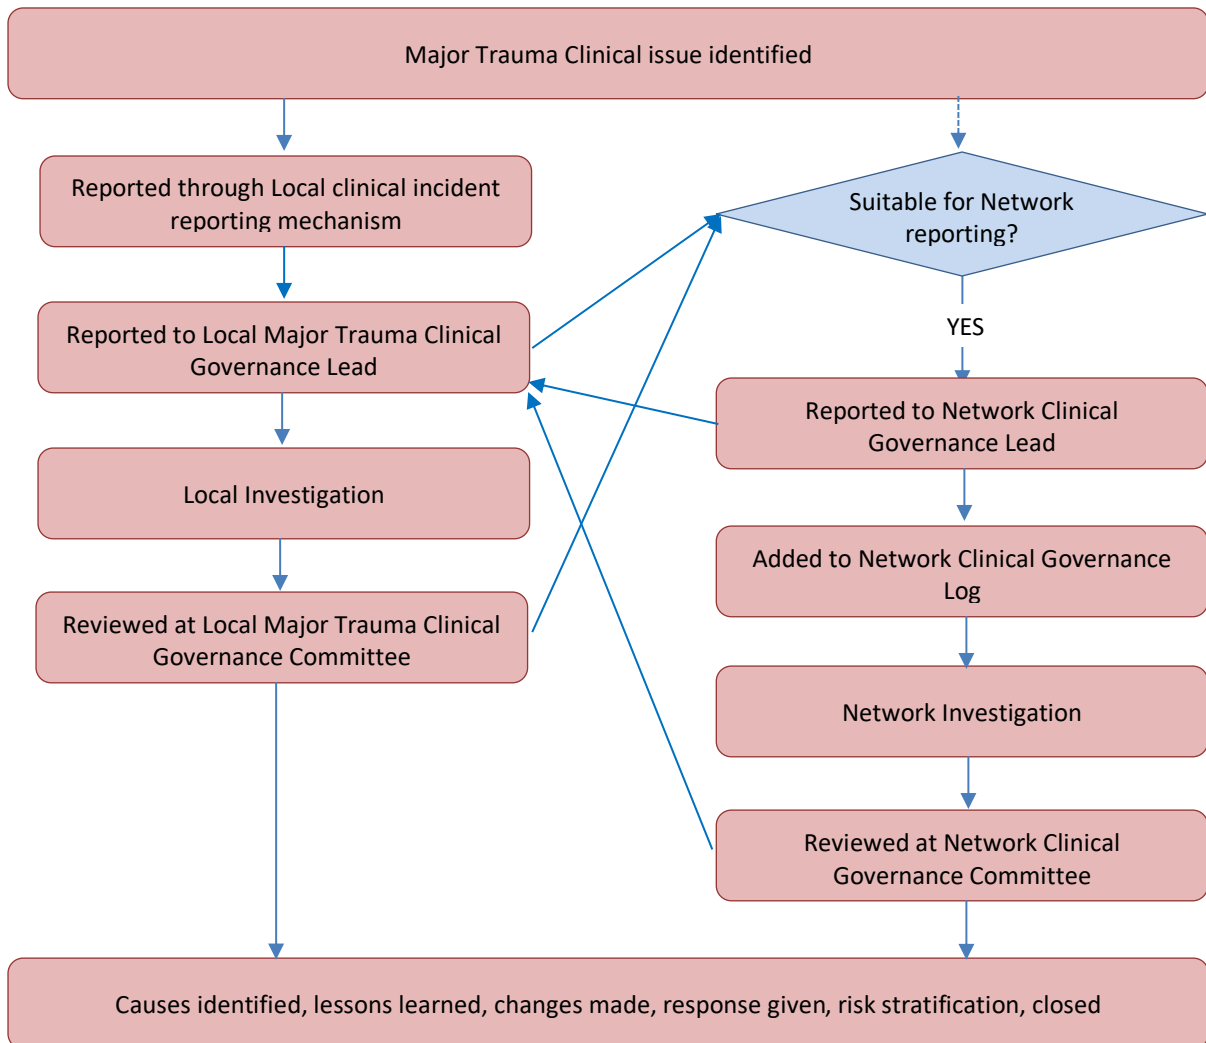 Major Trauma Clinical issue identified
Reported through Local clinical incident
reporting mechanism
Suitable for Network
reporting?
YES
Reported to Local Major Trauma Clinical
Governance Lead
Reported to Network Clinical
Governance Lead
Local Investigation
Added to Network Clinical Governance
Log
Reviewed at Local Major Trauma Clinical
Governance Committee
Network Investigation
Reviewed at Network Clinical
Governance Committee
Causes identified, lessons learned, changes made, response given, risk stratification, closed